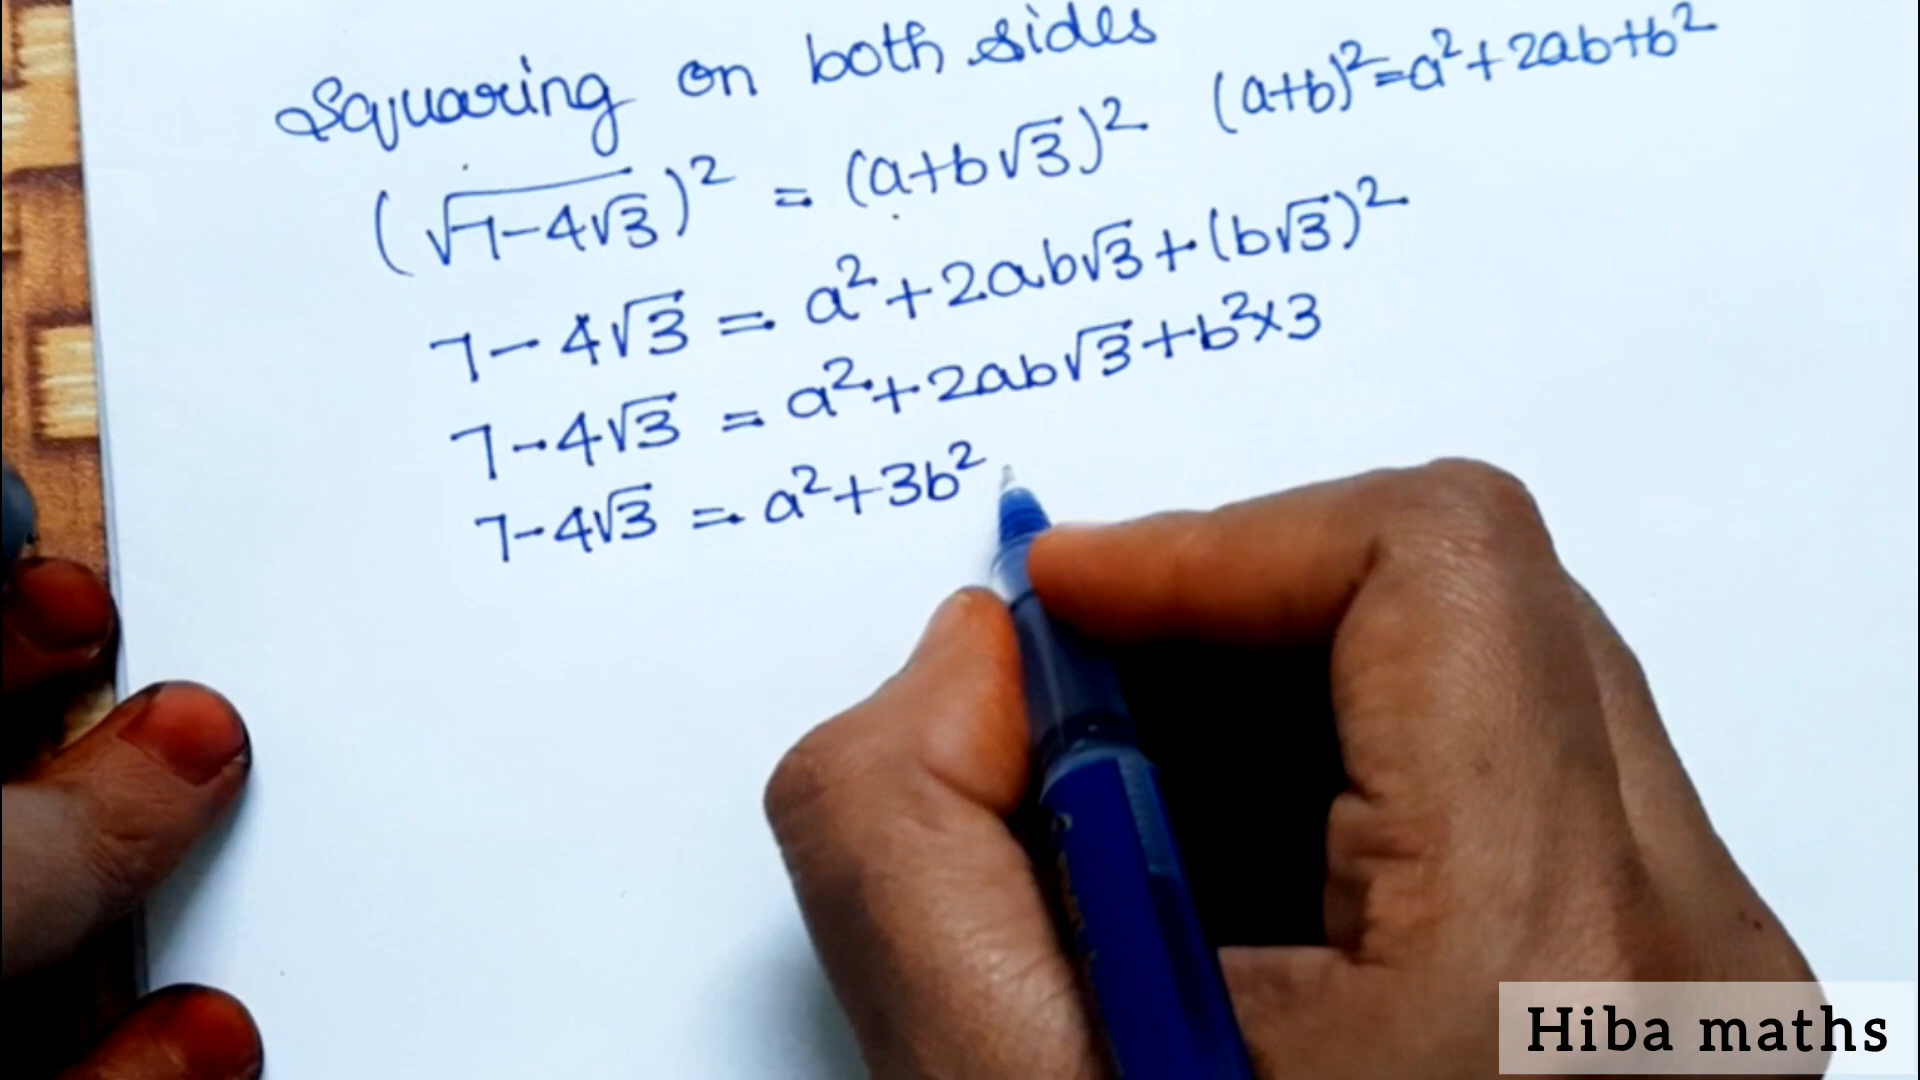 Squaring on both sides
(√7-4√3)² = (a+b√3)² (a+b)²=a²+2ab+b²
7-4√3 = a²+2ab√3+(b√3)²
7-4√3 = a²+2ab√3+b²×3
7-4√3 = a²+3b²
Hiba maths